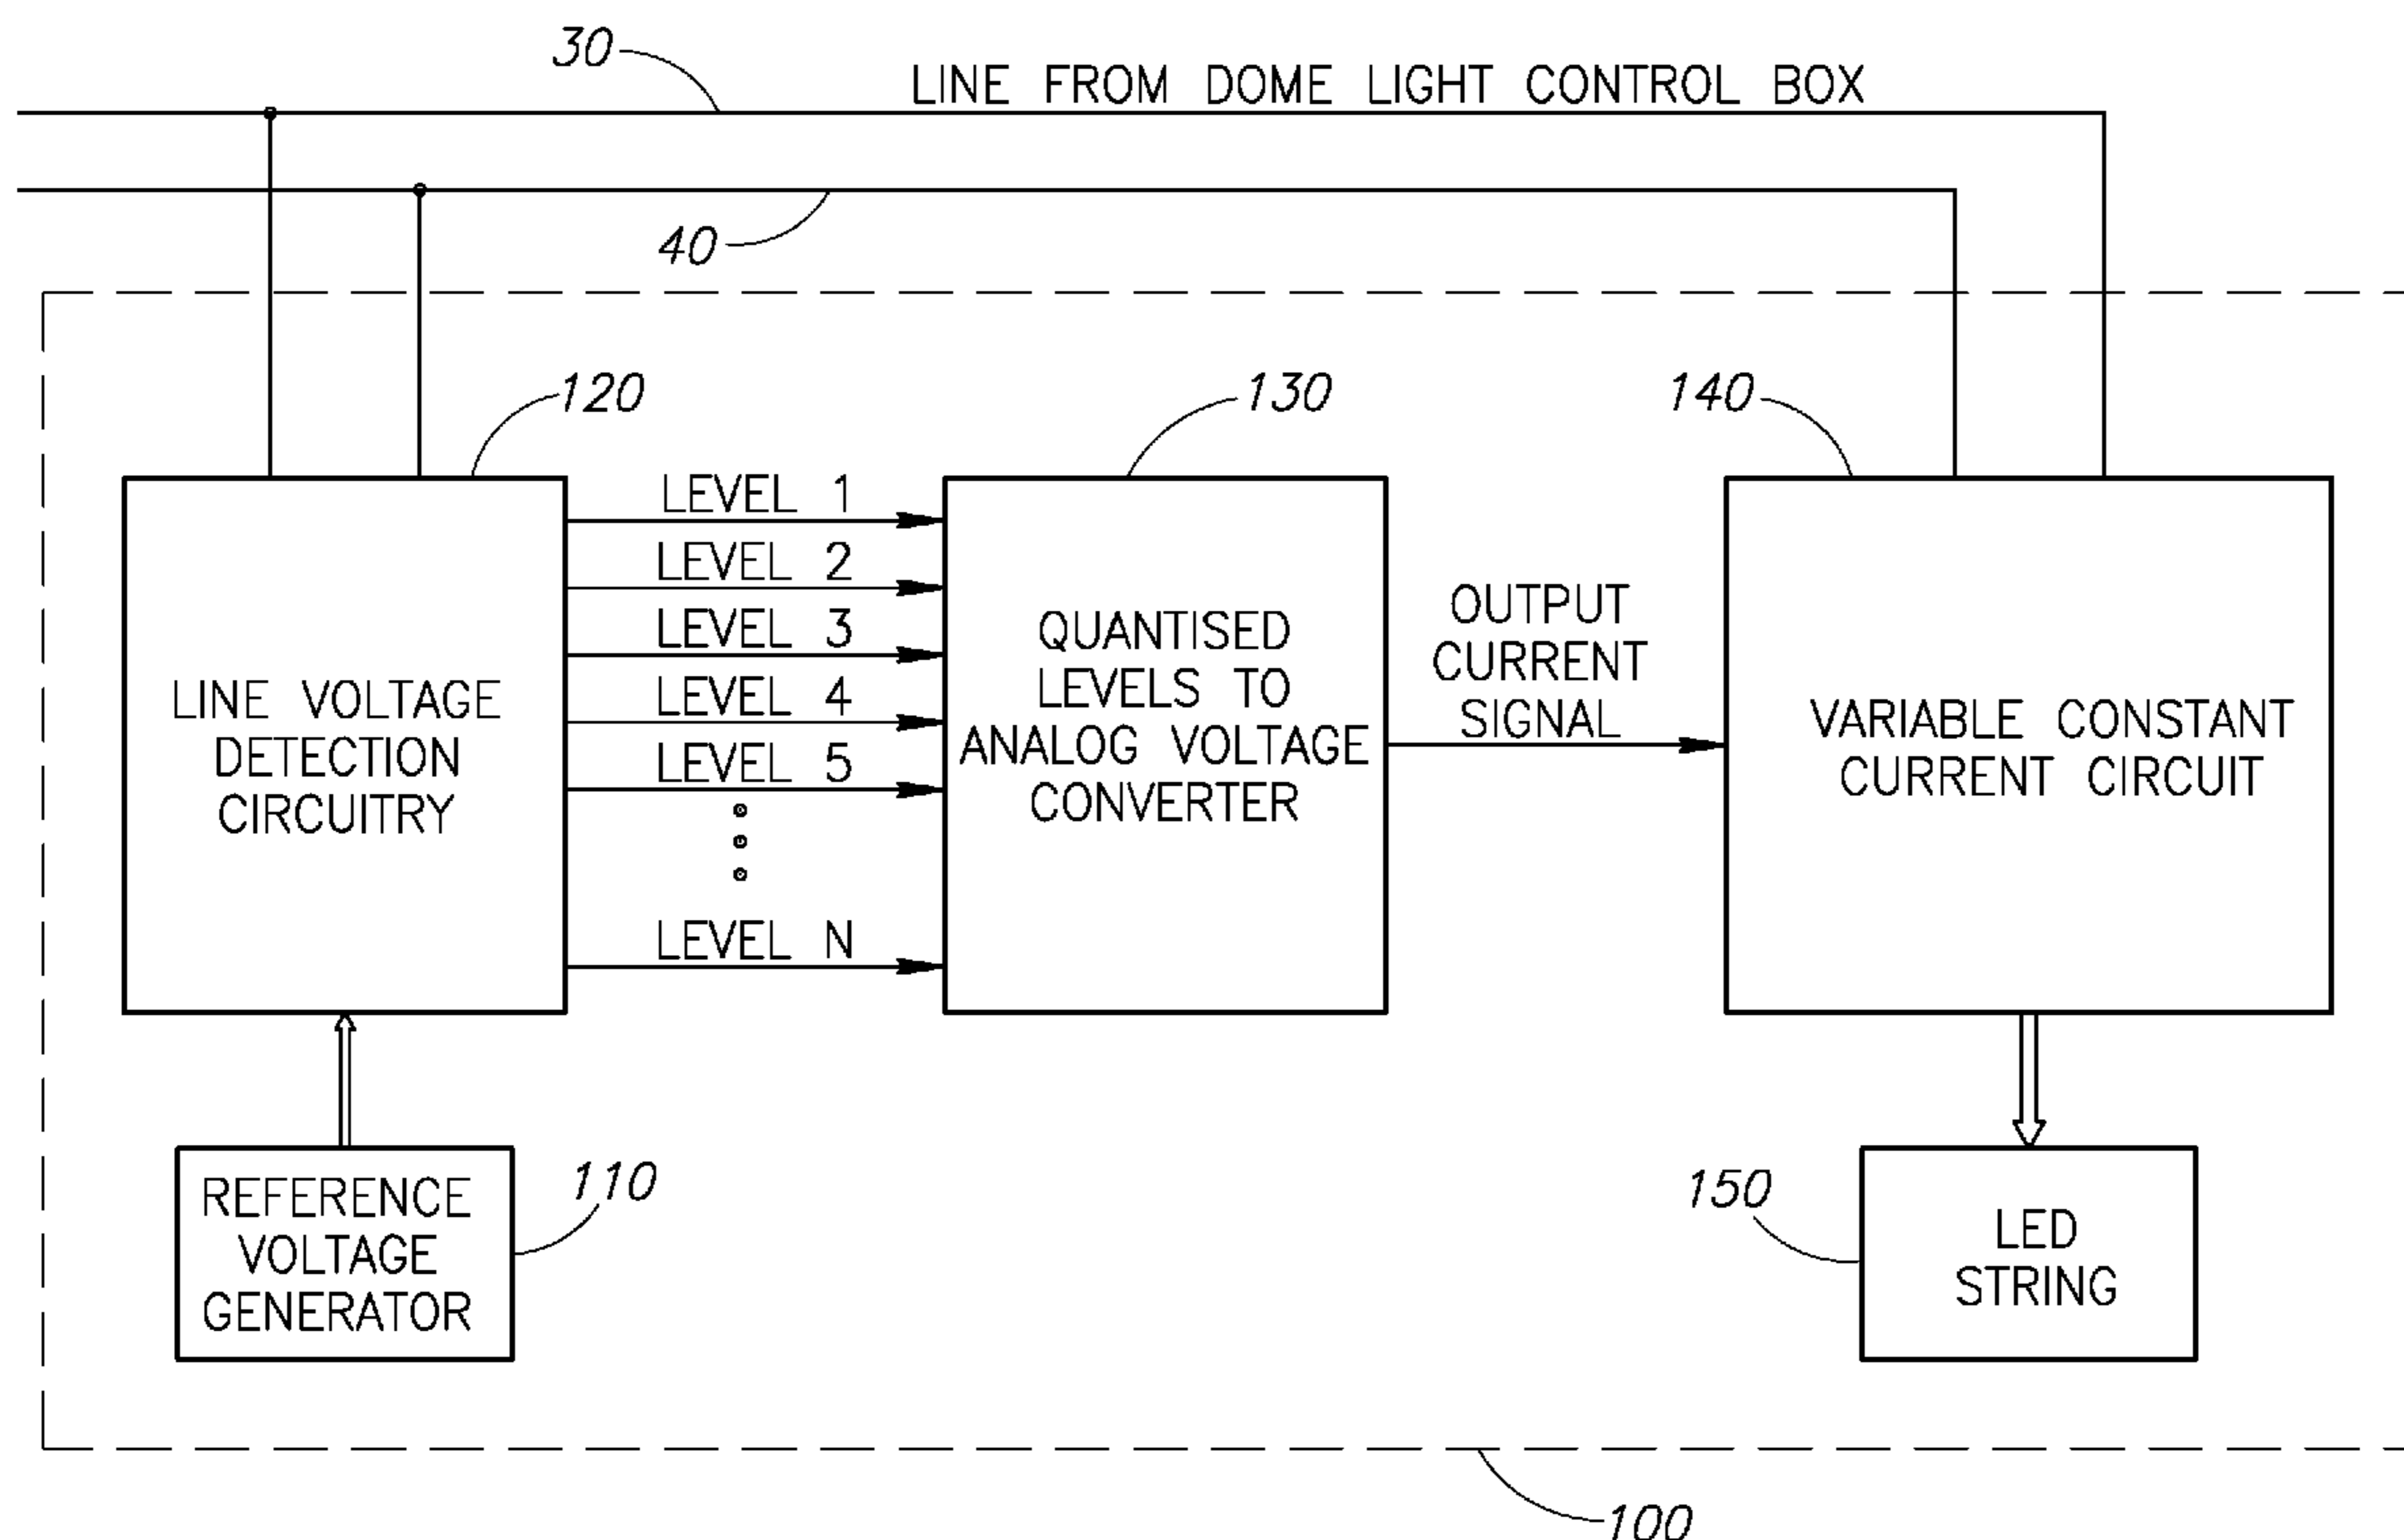 30
LINE FROM DOME LIGHT CONTROL BOX
40
120
130
140
LEVEL 1
LEVEL 2
LEVEL 3
LEVEL 4
LEVEL 5
LEVEL N
LINE VOLTAGE
DETECTION
CIRCUITRY
QUANTISED
LEVELS TO
ANALOG VOLTAGE
CONVERTER
OUTPUT
CURRENT
SIGNAL
VARIABLE CONSTANT
CURRENT CIRCUIT
REFERENCE
VOLTAGE
GENERATOR
110
150
LED
STRING
100